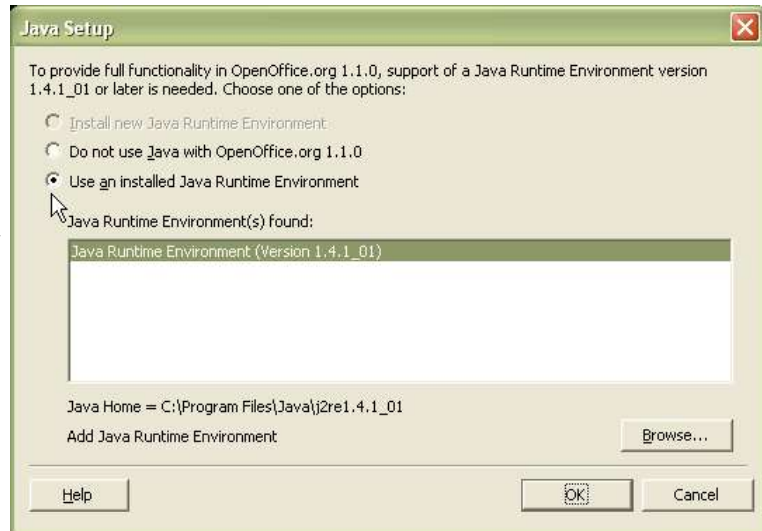 Java Setup
To provide full functionality in OpenOffice.org 1.1.0, support of a Java Runtime Environment version
1.4.1_01 or later is needed. Choose one of the options:
Install new Java Runtime Environment
Do not use Java with OpenOffice.org 1.1.0
Use an installed Java Runtime Environment
Java Runtime Environment(s) found:
Java Runtime Environment (Version 1.4.1_01)
Java Home = C:\Program Files\Java\j2re1.4.1_01
Add Java Runtime Environment
Browse...
Help
OK
Cancel